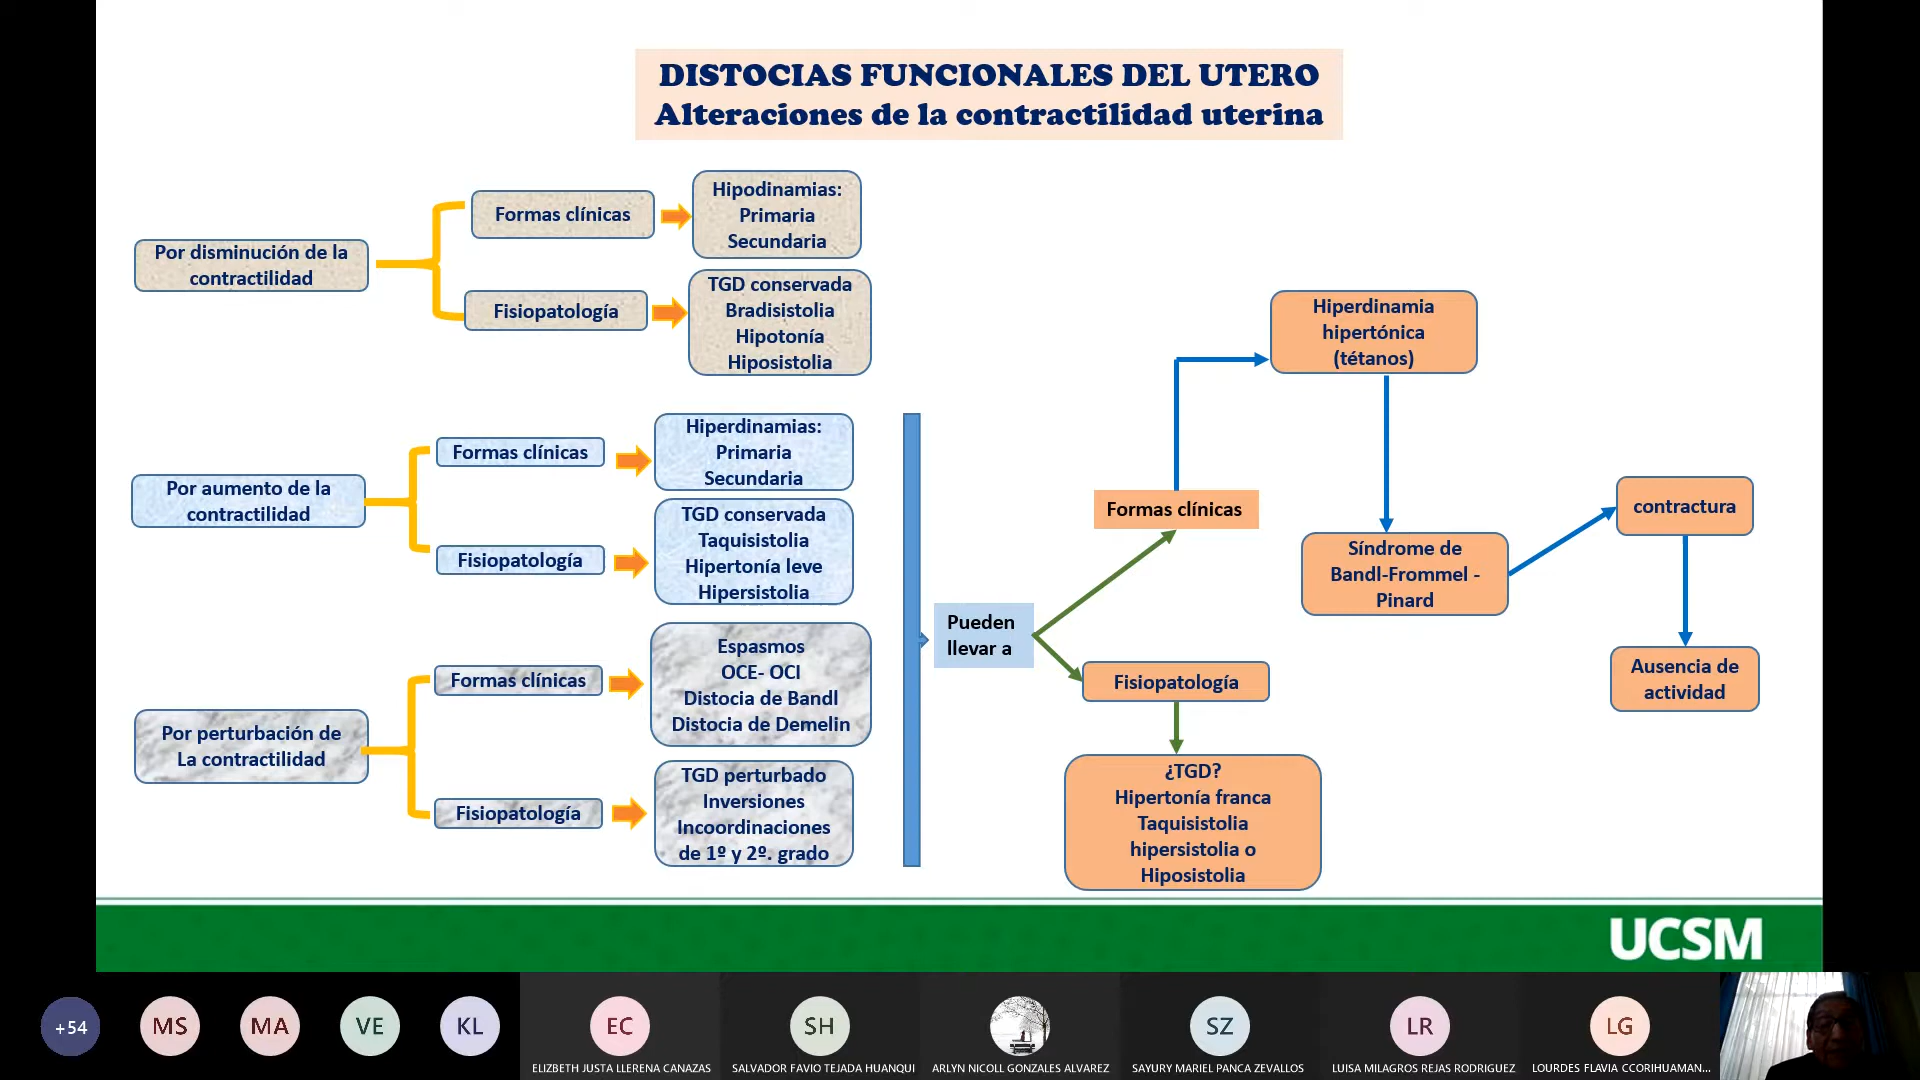 DISTOCIAS FUNCIONALES DEL UTERO
Alteraciones de la contractilidad uterina
Por disminución de la
contractilidad
Formas clínicas
Hipodinamias:
Primaria
Secundaria
Fisiopatología
TGD conservada
Bradisistolia
Hipotonía
Hiposistolia
Por aumento de la
contractilidad
Formas clínicas
Hiperdinamias:
Primaria
Secundaria
Fisiopatología
TGD conservada
Taquisistolia
Hipertonía leve
Hipersistolia
Por perturbación de
La contractilidad
Formas clínicas
Espasmos
OCE- OCI
Distocia de Bandl
Distocia de Demelin
Fisiopatología
TGD perturbado
Inversiones
Incoordinaciones
de 1º y 2º. grado
Pueden
llevar a
Formas clínicas
Hiperdinamia
hipertónica
(tétanos)
Síndrome de
Bandl-Frommel -
Pinard
contractura
Ausencia de
actividad
Fisiopatología
¿TGD?
Hipertonía franca
Taquisistolia
hipersistolia o
Hiposistolia
UCSM
+54
MS
MA
VE
KL
EC
SH
SZ
LR
LG
ELIZBETH JUSTA LLERENA CANAZAS
SALVADOR FAVIO TEJADA HUANQUI
ARLYN NICOLL GONZALES ALVAREZ
SAYURY MARIEL PANCA ZEVALLOS
LUISA MILAGROS REJAS RODRIGUEZ
LOURDES FLAVIA CCORIHUAMAN...